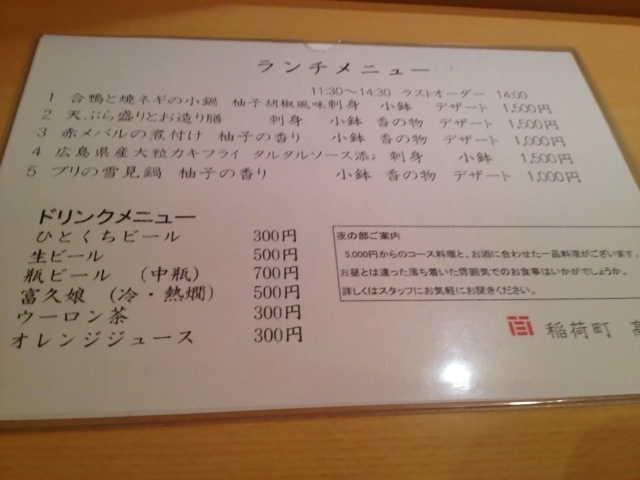 ランチメニュー
11:30～14:30 ラストオーダー 14:00
1 合鴨と焼ネギの小鍋 柚子胡椒風味刺身 小鉢 デザート 1,500円
2 天ぷら盛りとお造り膳 刺身 小鉢 香の物 デザート 1,500円
3 赤メバルの煮付け 柚子の香り 小鉢 香の物 デザート 1,000円
4 広島県産大粒カキフライ タルタルソース添え 刺身 小鉢 1,500円
5 ブリの雪見鍋 柚子の香り 小鉢 香の物 デザート 1,000円
ドリンクメニュー
ひとくちビール 300円
生ビール 500円
瓶ビール (中瓶) 700円
富久娘 (冷・熱燗) 500円
ウーロン茶 300円
オレンジジュース 300円
夜の部ご案内
5,000円からのコース料理と、お酒に合わせた一品料理がございます。
お昼とは違った落ち着いた雰囲気でのお食事はいかがでしょうか。
詳しくはスタッフにお気軽にお聞きください。
稲荷町